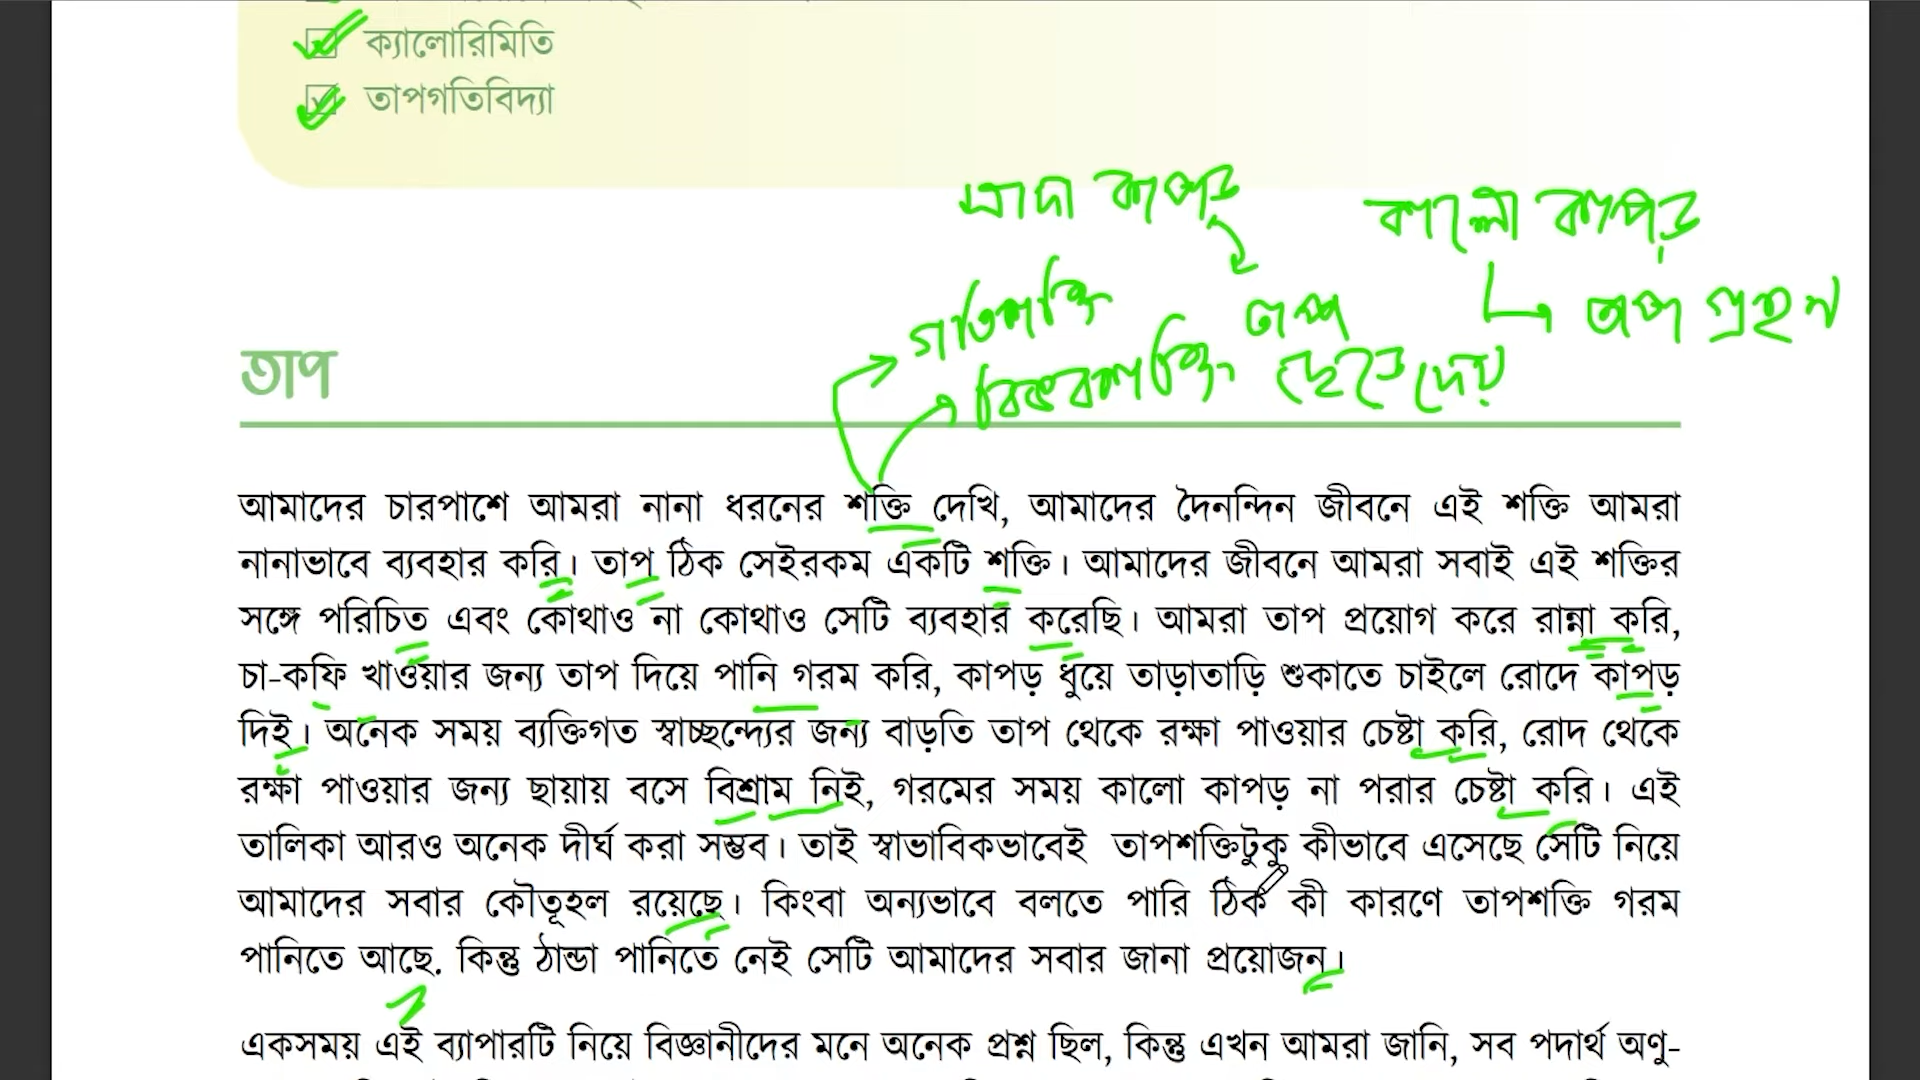 ক্যালোরিমিতি
তাপগতিবিদ্যা
সাদা কাপড়
কালো কাপড়
গতিশক্তি
তাপ
তাপ গ্রহন
বিভবশক্তি
ছেড়ে দেয়
তাপ
আমাদের চারপাশে আমরা নানা ধরনের শক্তি দেখি, আমাদের দৈনন্দিন জীবনে এই শক্তি আমরা
নানাভাবে ব্যবহার করি। তাপ ঠিক সেইরকম একটি শক্তি। আমাদের জীবনে আমরা সবাই এই শক্তির
সঙ্গে পরিচিত এবং কোথাও না কোথাও সেটি ব্যবহার করেছি। আমরা তাপ প্রয়োগ করে রান্না করি,
চা-কফি খাওয়ার জন্য তাপ দিয়ে পানি গরম করি, কাপড় ধুয়ে তাড়াতাড়ি শুকাতে চাইলে রোদে কাপড়
দিই। অনেক সময় ব্যক্তিগত স্বাচ্ছন্দ্যের জন্য বাড়তি তাপ থেকে রক্ষা পাওয়ার চেষ্টা করি, রোদ থেকে
রক্ষা পাওয়ার জন্য ছায়ায় বসে বিশ্রাম নিই, গরমের সময় কালো কাপড় না পরার চেষ্টা করি। এই
তালিকা আরও অনেক দীর্ঘ করা সম্ভব। তাই স্বাভাবিকভাবেই তাপশক্তিটুকু কীভাবে এসেছে সেটি নিয়ে
আমাদের সবার কৌতূহল রয়েছে। কিংবা অন্যভাবে বলতে পারি ঠিক কী কারণে তাপশক্তি গরম
পানিতে আছে. কিন্তু ঠান্ডা পানিতে নেই সেটি আমাদের সবার জানা প্রয়োজন।
একসময় এই ব্যাপারটি নিয়ে বিজ্ঞানীদের মনে অনেক প্রশ্ন ছিল, কিন্তু এখন আমরা জানি, সব পদার্থ অণু-